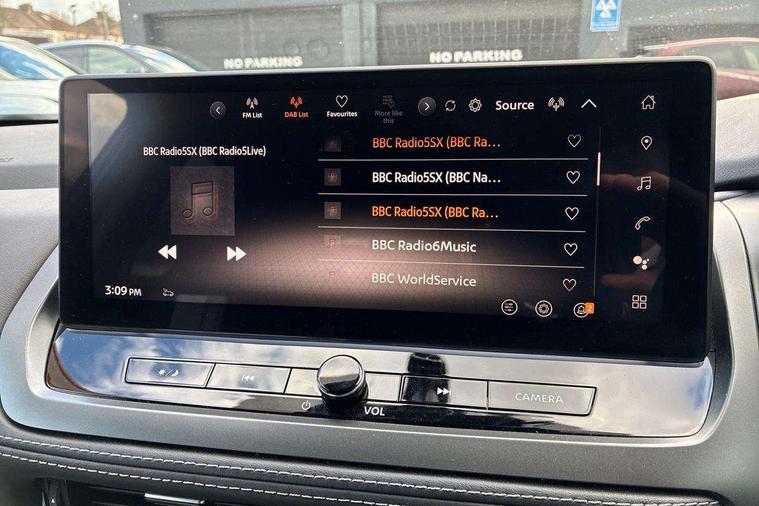 NO PARKING
NO PARKING
FM List
DAB List
Favourites
More like
this
Source
BBC Radio5SX (BBC Radio5Live)
BBC Radio5SX (BBC Ra...
BBC Radio5SX (BBC Na...
BBC Radio5SX (BBC Ra...
BBC Radio6Music
BBC WorldService
3:09 PM
2
VOL
CAMERA